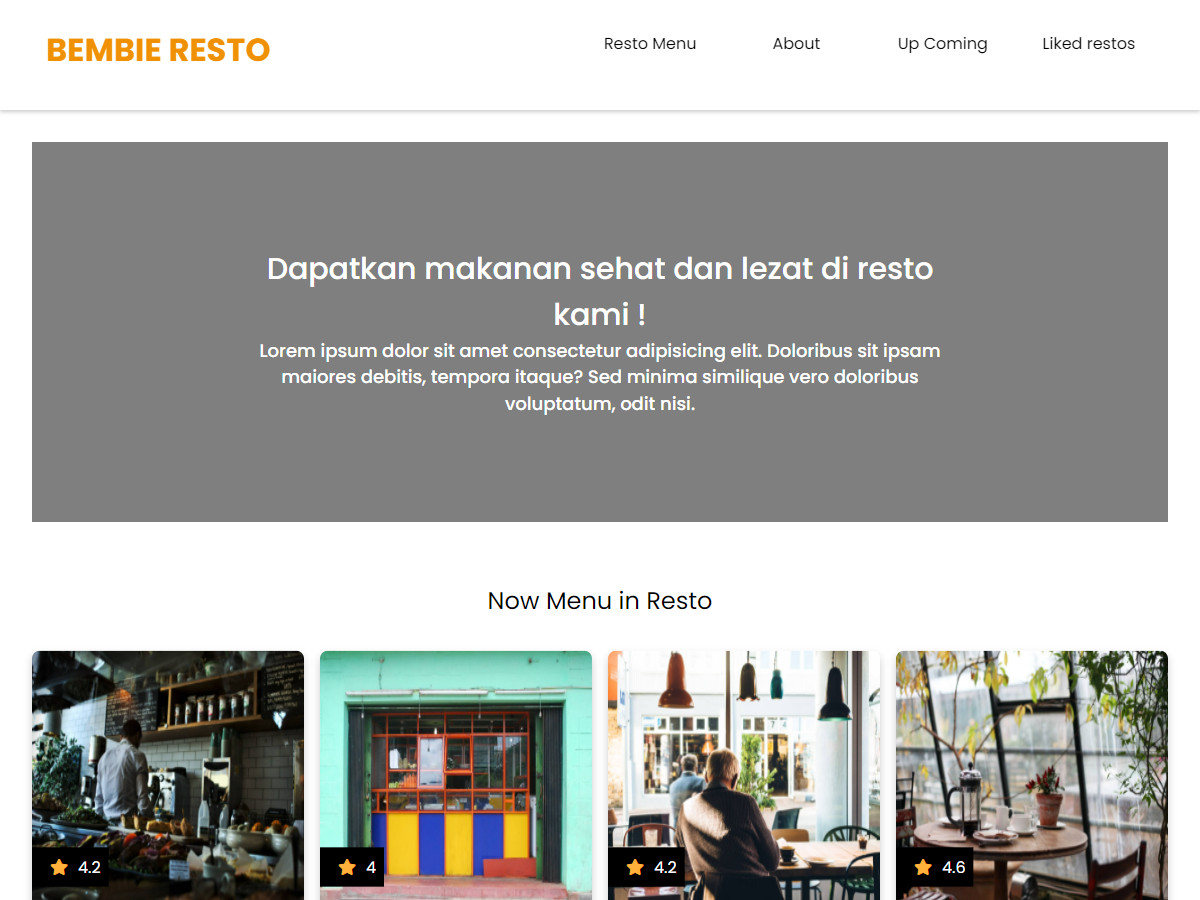 BEMBIE RESTO
Resto Menu
About
Up Coming
Liked restos
Dapatkan makanan sehat dan lezat di resto
kami !
Lorem ipsum dolor sit amet consectetur adipisicing elit. Doloribus sit ipsam
maiores debitis, tempora itaque? Sed minima similique vero doloribus
voluptatum, odit nisi.
Now Menu in Resto
4.2
4
4.2
4.6